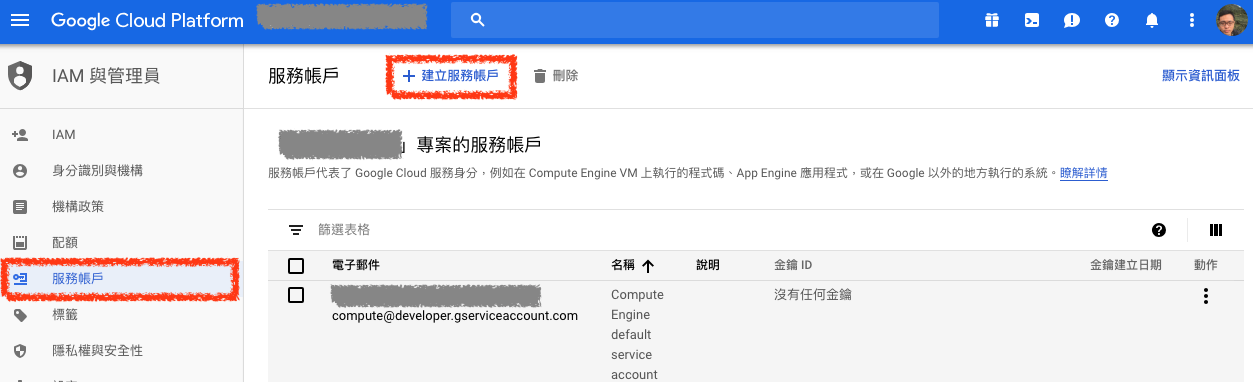 Google Cloud Platform
IAM 與管理員
服務帳戶
建立服務帳戶
刪除
顯示資訊面板
IAM
身分識別與機構
機構政策
配額
服務帳戶
標籤
隱私權與安全性
」專案的服務帳戶
服務帳戶代表了 Google Cloud 服務身分，例如在 Compute Engine VM 上執行的程式碼、App Engine 應用程式，或在 Google 以外的地方執行的系統。瞭解詳情
篩選表格
電子郵件 名稱 說明 金鑰 ID 金鑰建立日期 動作
compute@developer.gserviceaccount.com
Compute
Engine
default
service
account
沒有任何金鑰